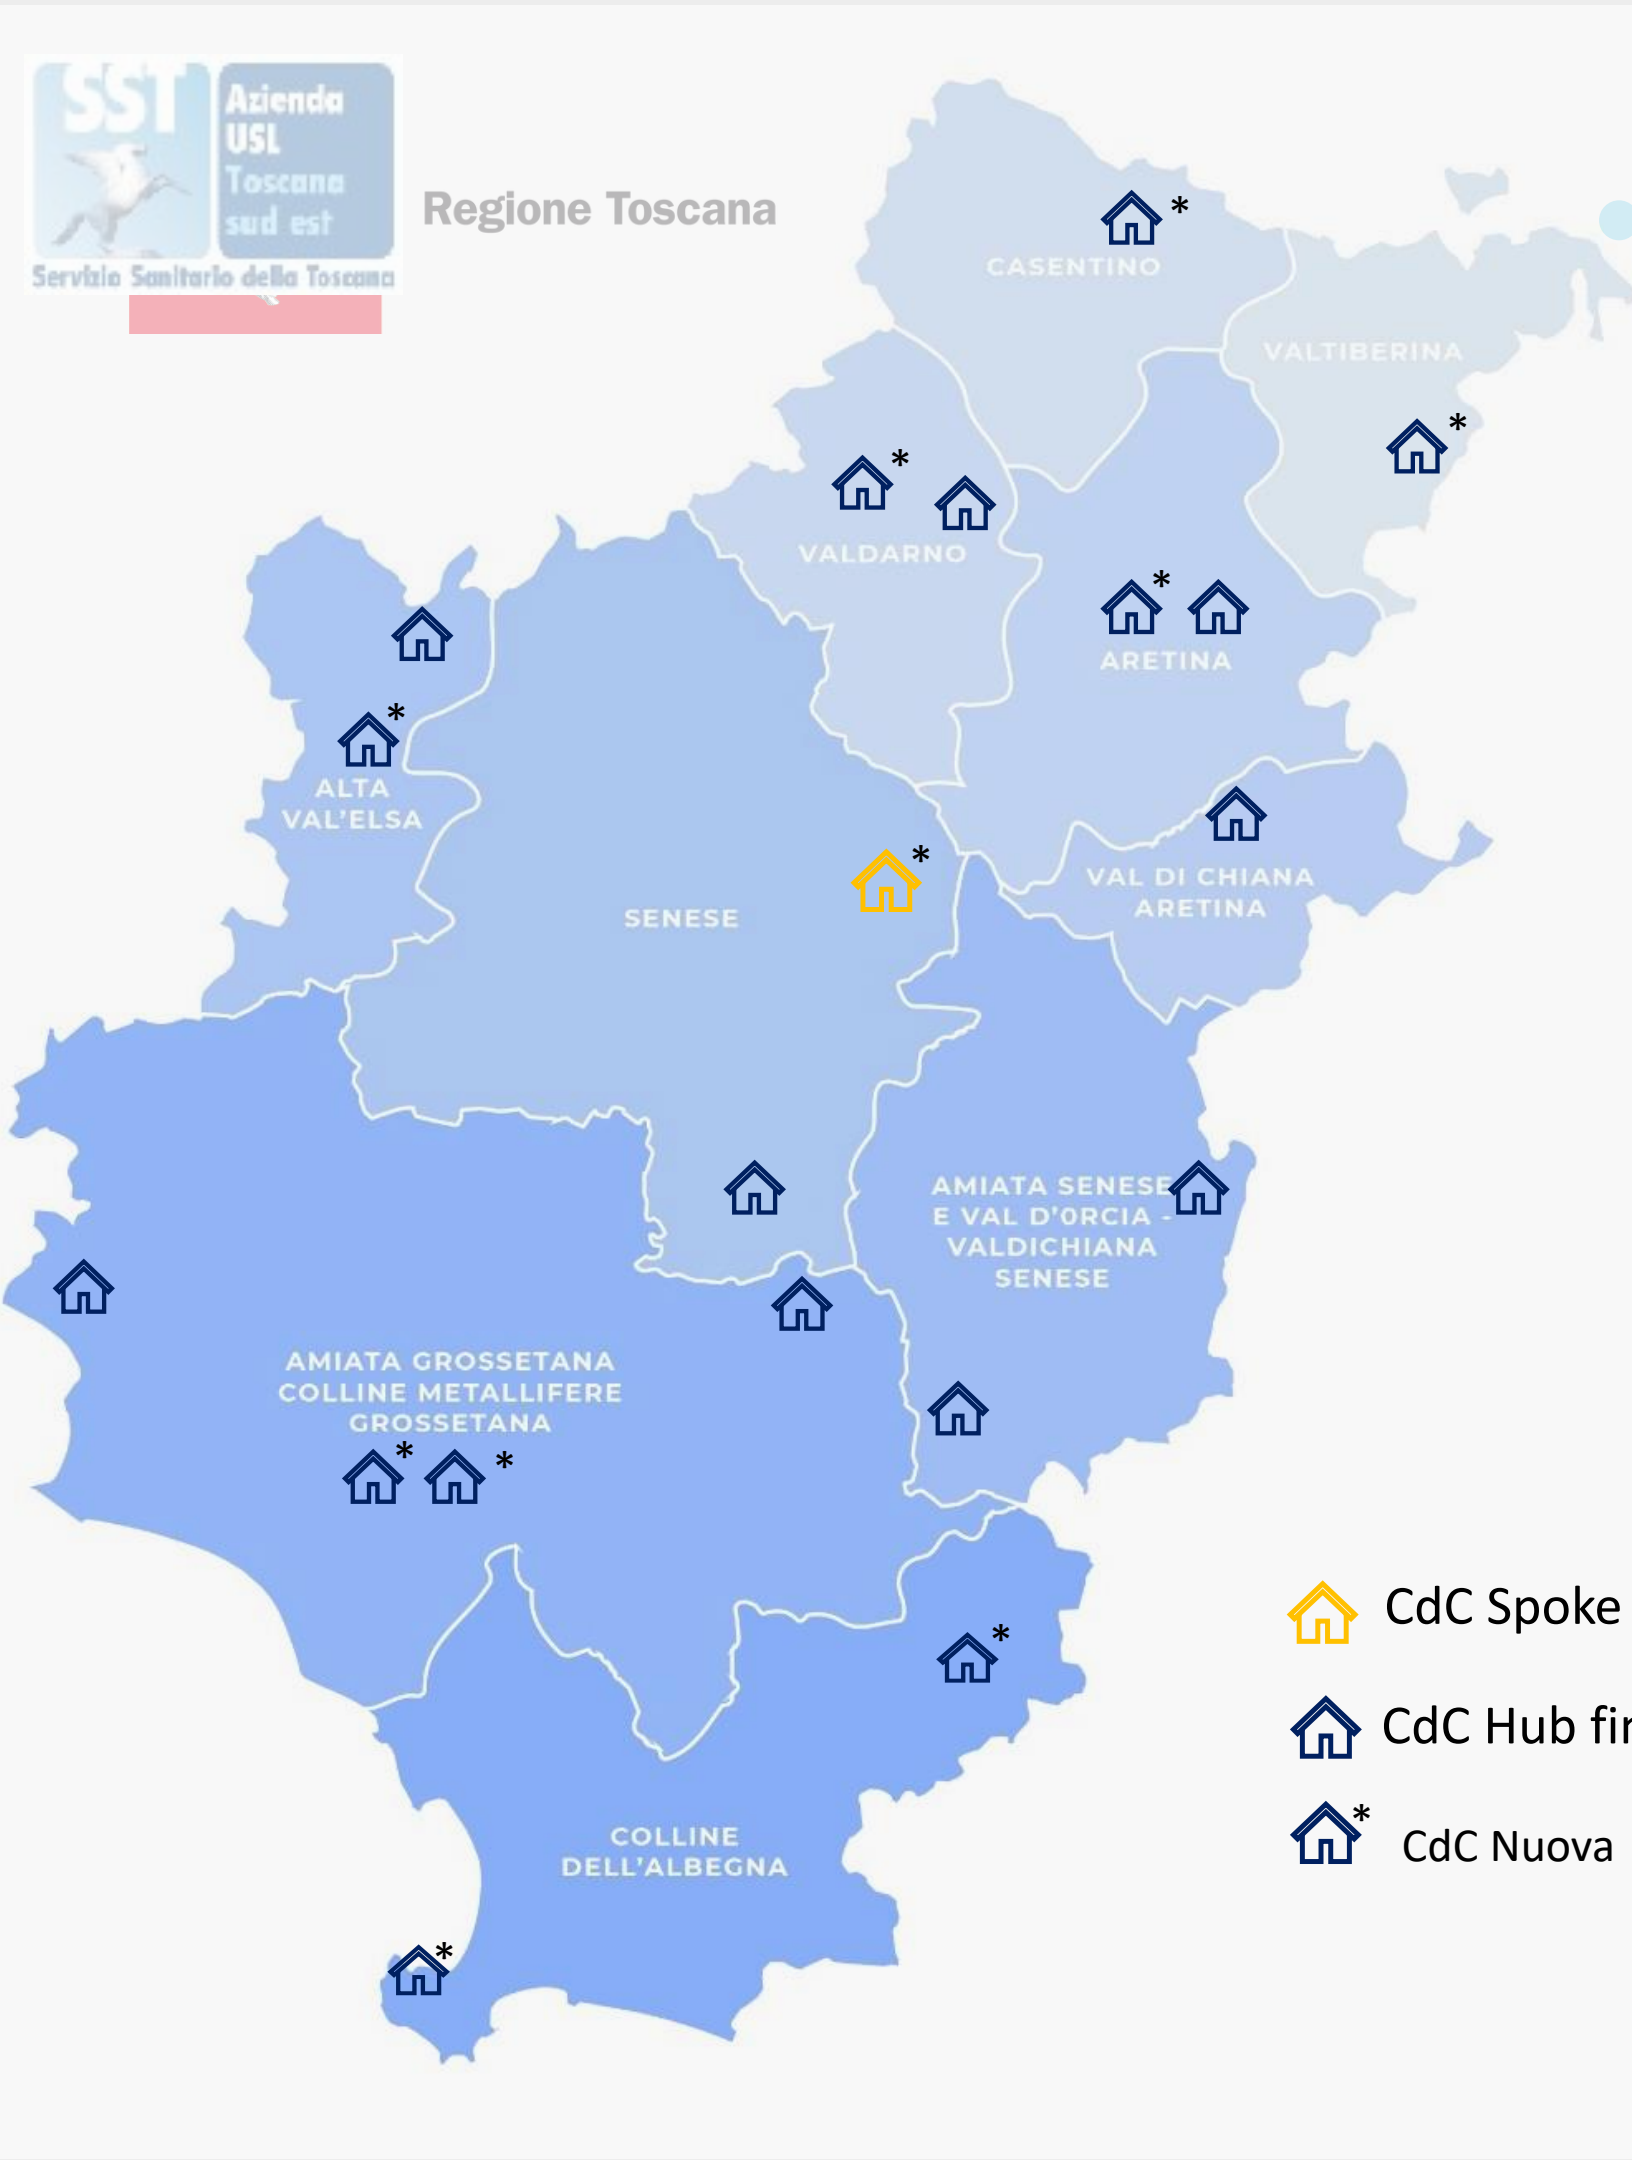 SST
Azienda
USL
Toscana
sud est
Servizio Sanitario della Toscana
Regione Toscana
*
CASENTINO
VALTIBERINA
*
*
VALDARNO
*
ARETINA
*
ALTA
VAL'ELSA
VAL DI CHIANA
ARETINA
*
SENESE
AMIATA SENESE
E VAL D'0RCIA -
VALDICHIANA
SENESE
AMIATA GROSSETANA
COLLINE METALLIFERE
GROSSETANA
* *
*
CdC Spoke
CdC Hub
* CdC Nuova
COLLINE
DELL'ALBEGNA
*